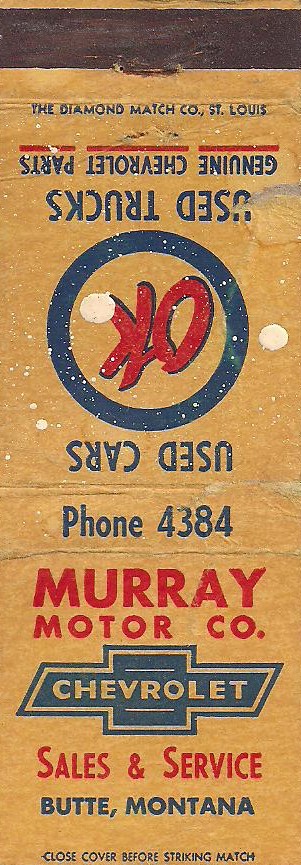 THE DIAMOND MATCH CO., ST. LOUIS
GENUINE CHEVROLET PARTS
USED TRUCKS
OK
USED CARS
Phone 4384
MURRAY
MOTOR CO.
CHEVROLET
SALES & SERVICE
BUTTE, MONTANA
CLOSE COVER BEFORE STRIKING MATCH